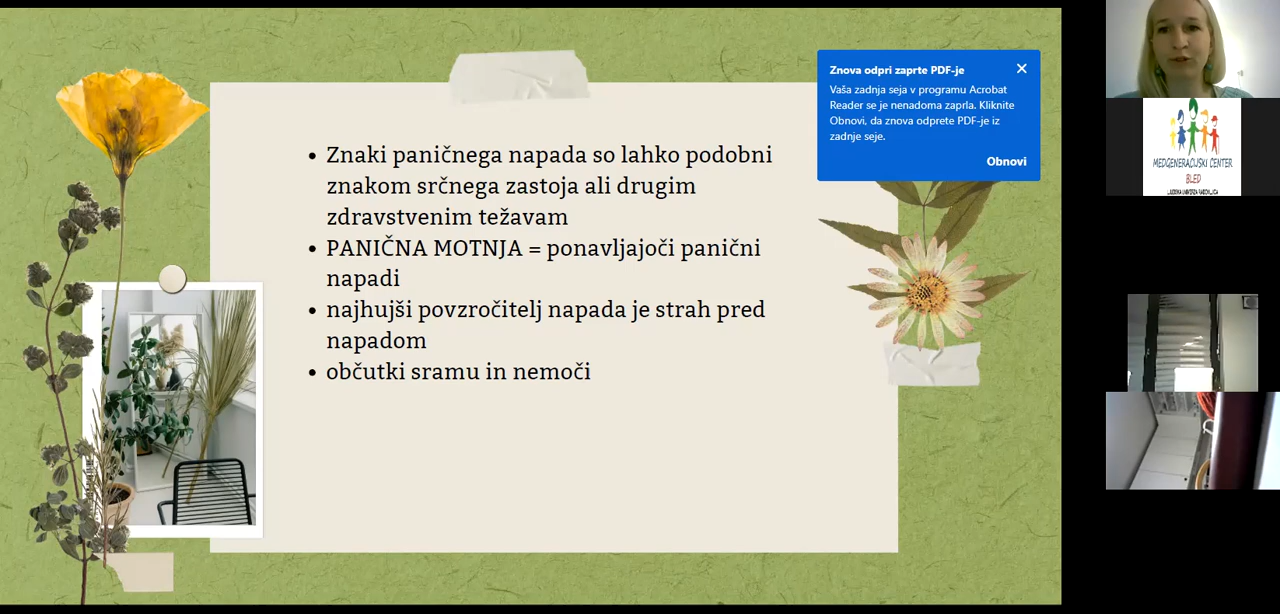 • Znaki paničnega napada so lahko podobni
znakom srčnega zastoja ali drugim
zdravstvenim težavam
• PANIČNA MOTNJA = ponavljajoči panični
napadi
• najhujši povzročitelj napada je strah pred
napadom
• občutki sramu in nemoči
Znova odpri zaprte PDF-je
Vaša zadnja seja v programu Acrobat
Reader se je nenadoma zaprla. Kliknite
Obnovi, da znova odprete PDF-je iz
zadnje seje.
Obnovi
MEDGENERACIJSKI CENTER
BLED
LJUDSKA UNIVERZA RADOVLJICA